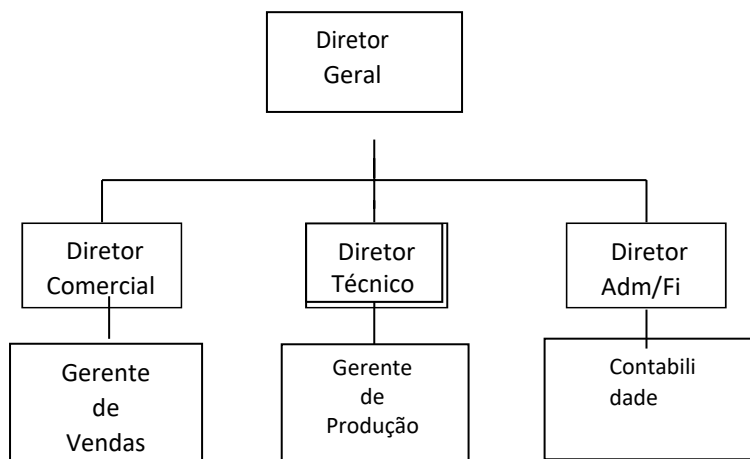 Diretor
Geral
Diretor
Comercial
Diretor
Técnico
Diretor
Adm/Fi
Gerente
de
Vendas
Gerente
de
Produção
Contabili
dade